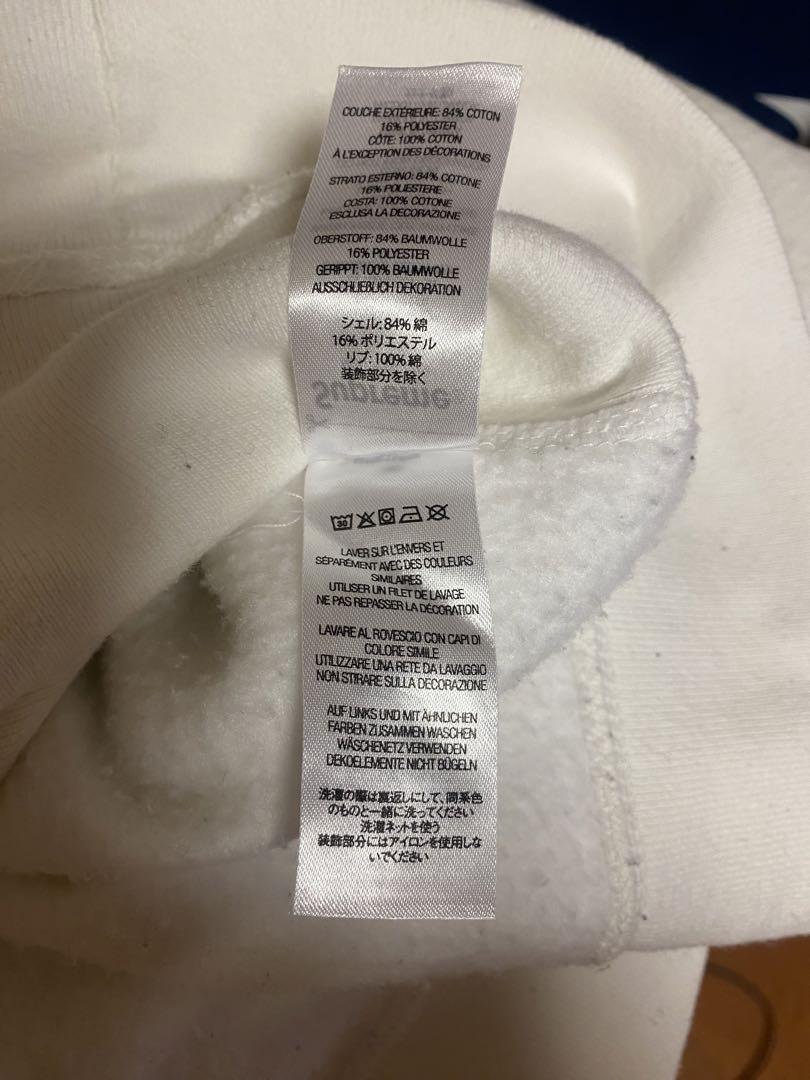 COUCHE EXTÉRIEURE: 84% COTON
16% POLYESTER
CÔTE: 100% COTON
À L'EXCEPTION DES DÉCORATIONS
STRATO ESTERNO: 84% COTONE
16% POLIESTERE
COSTA: 100% COTONE
ESCLUSA LA DECORAZIONE
OBERSTOFF: 84% BAUMWOLLE
16% POLYESTER
GERIPPT: 100% BAUMWOLLE
AUSSCHLIEßLICH DEKORATION
シェル: 84% 綿
16% ポリエステル
リブ: 100% 綿
装飾部分を除く
Supreme
30
LAVER SUR L'ENVERS ET
SÉPARÉMENT AVEC DES COULEURS
SIMILAIRES
UTILISER UN FILET DE LAVAGE
NE PAS REPASSER LA DÉCORATION
LAVARE AL ROVESCIO CON CAPI DI
COLORE SIMILE
UTILIZZARE UNA RETE DA LAVAGGIO
NON STIRARE SULLA DECORAZIONE
AUF LINKS UND MIT ÄHNLICHEN
FARBEN ZUSAMMEN WASCHEN
WÄSCHENETZ VERWENDEN
DEKOELEMENTE NICHT BÜGELN
洗濯の際は裏返しにして、同系色
のものと一緒に洗ってください
洗濯ネットを使う
装飾部分にはアイロンを使用しな
いでください